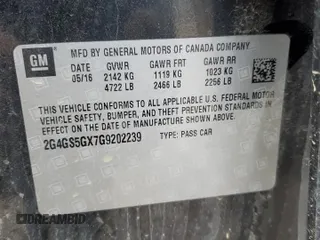 GM
MFD BY GENERAL MOTORS OF CANADA COMPANY
GVWR GAWR FRT GAWR RR
05/16 2142 KG 1119 KG 1023 KG
4722 LB 2466 LB 2256 LB
THIS VEHICLE CONFORMS TO ALL APPLICABLE U.S. FEDERAL MOTOR
VEHICLE SAFETY, BUMPER, AND THEFT PREVENTION STANDARDS IN
EFFECT ON THE DATE OF MANUFACTURE SHOWN ABOVE.
2G4GS5GX7G9202239 TYPE: PASS CAR
© DREAMBID